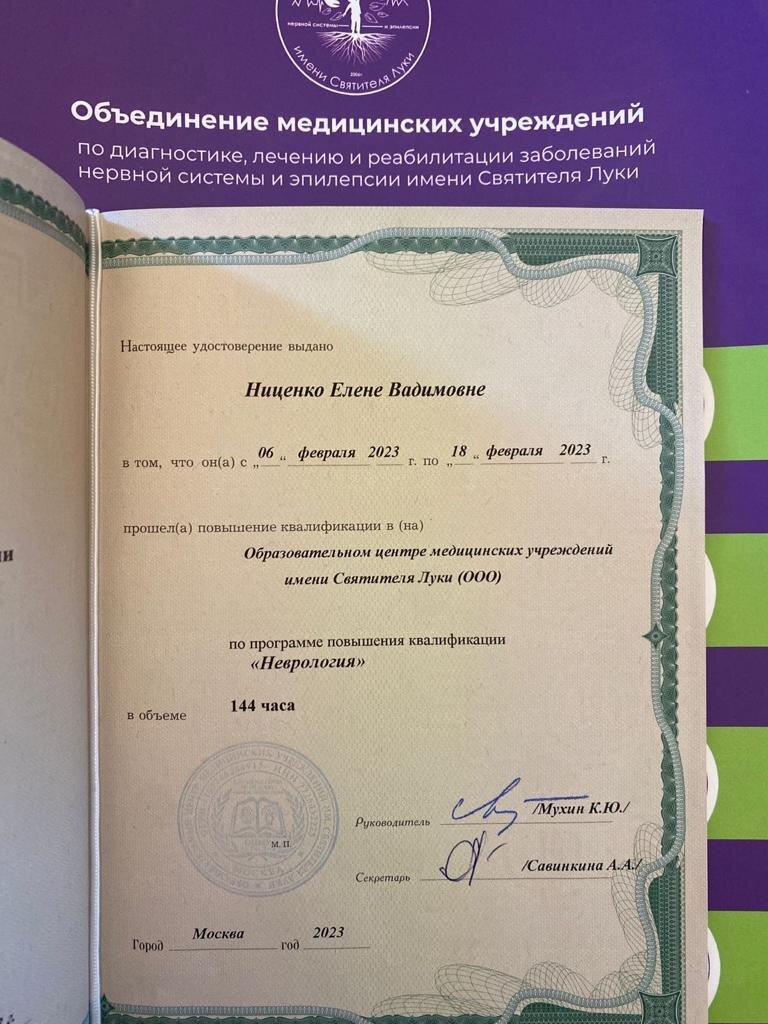 нервной системы
и эпилепсии
2006г
имени Святителя Луки
Объединение медицинских учреждений
по диагностике, лечению и реабилитации заболеваний
нервной системы и эпилепсии имени Святителя Луки
Настоящее удостоверение выдано
Ниценко Елене Вадимовне
в том, что он(а) с „06“ февраля 2023 г. по „18“ февраля 2023 г.
прошел(а) повышение квалификации в (на)
Образовательном центре медицинских учреждений
имени Святителя Луки (ООО)
по программе повышения квалификации
«Неврология»
в объеме 144 часа
М.П.
МОСКВА
Руководитель /Мухин К.Ю./
Секретарь /Савинкина А.А./
Город Москва год 2023